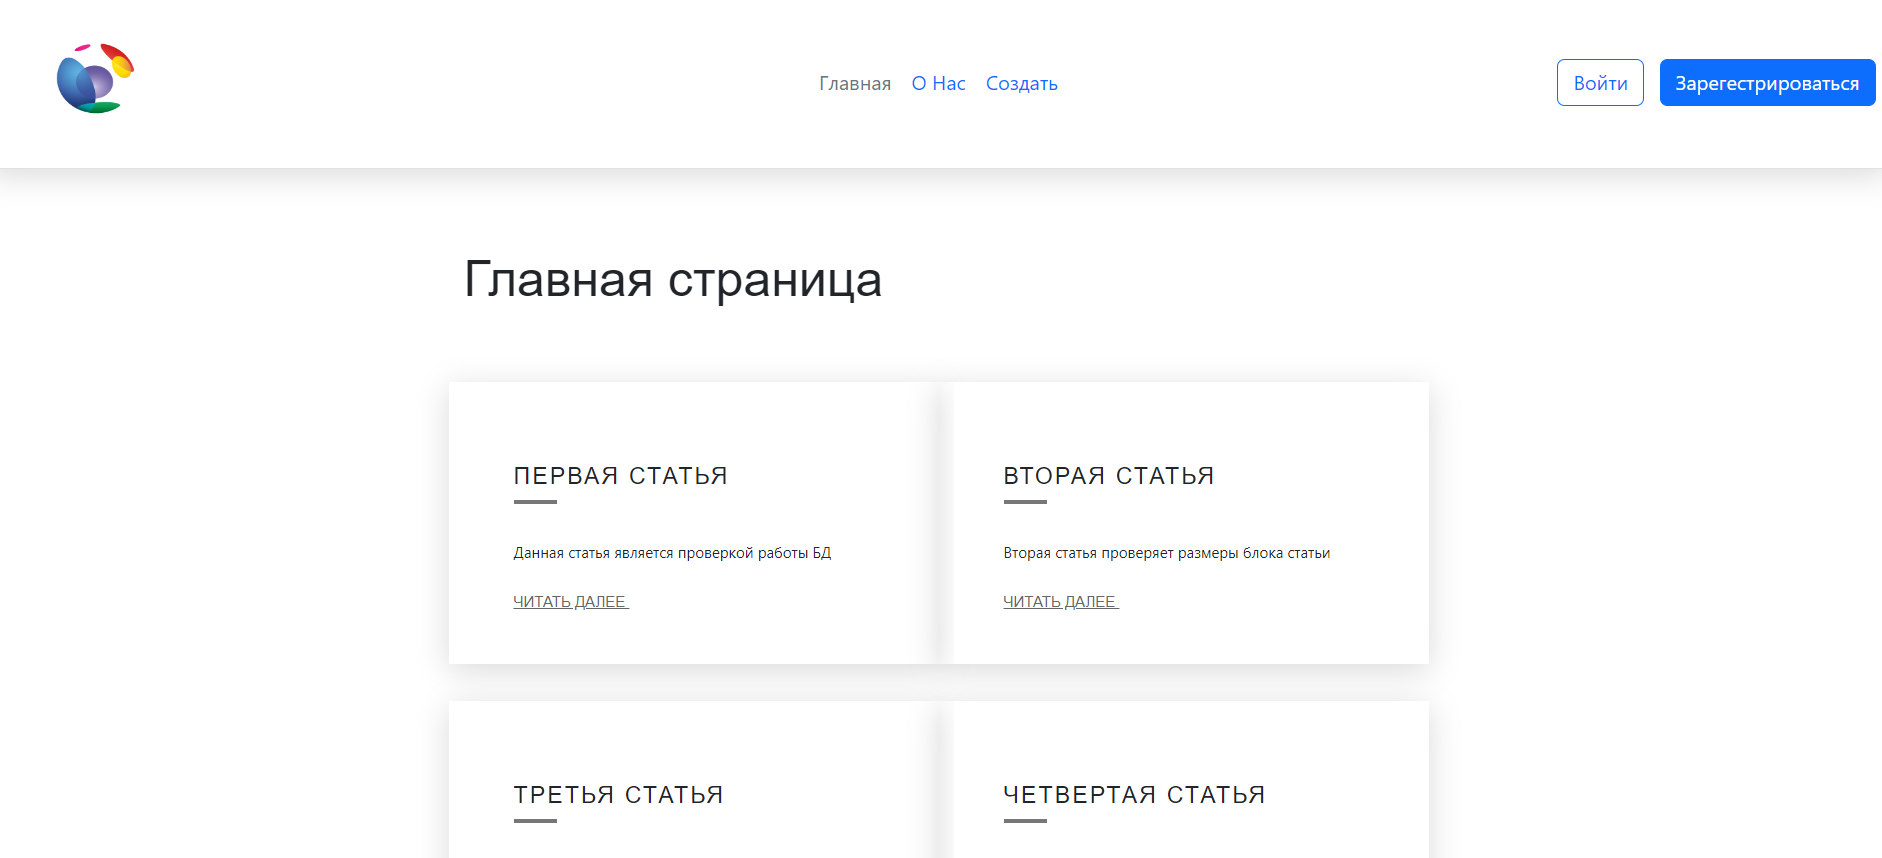 Главная О Нас Создать Войти Зарегестрироваться
Главная страница
ПЕРВАЯ СТАТЬЯ
Данная статья является проверкой работы БД
ЧИТАТЬ ДАЛЕЕ
ВТОРАЯ СТАТЬЯ
Вторая статья проверяет размеры блока статьи
ЧИТАТЬ ДАЛЕЕ
ТРЕТЬЯ СТАТЬЯ
ЧЕТВЕРТАЯ СТАТЬЯ